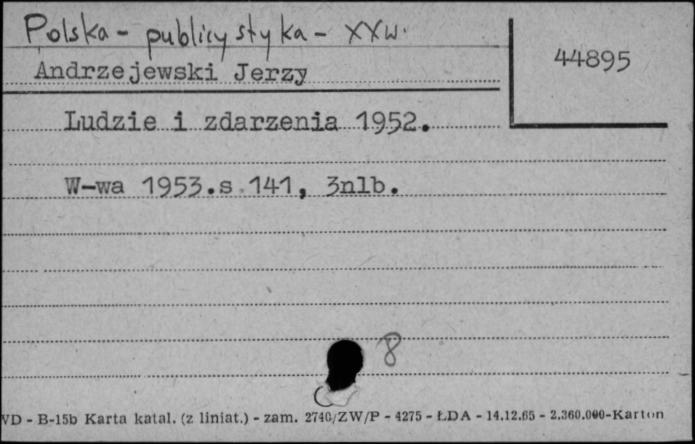 Polska - publicystyka - XXw.
44895
Andrzejewski Jerzy
Ludzie i zdarzenia 1952.
W-wa 1953.s.141, 3nlb.
8
VD - B-15b Karta katal. (z liniat.) - zam. 2740/ZW/P - 4275 - ŁDA - 14.12.65 - 2.360.000-Karton